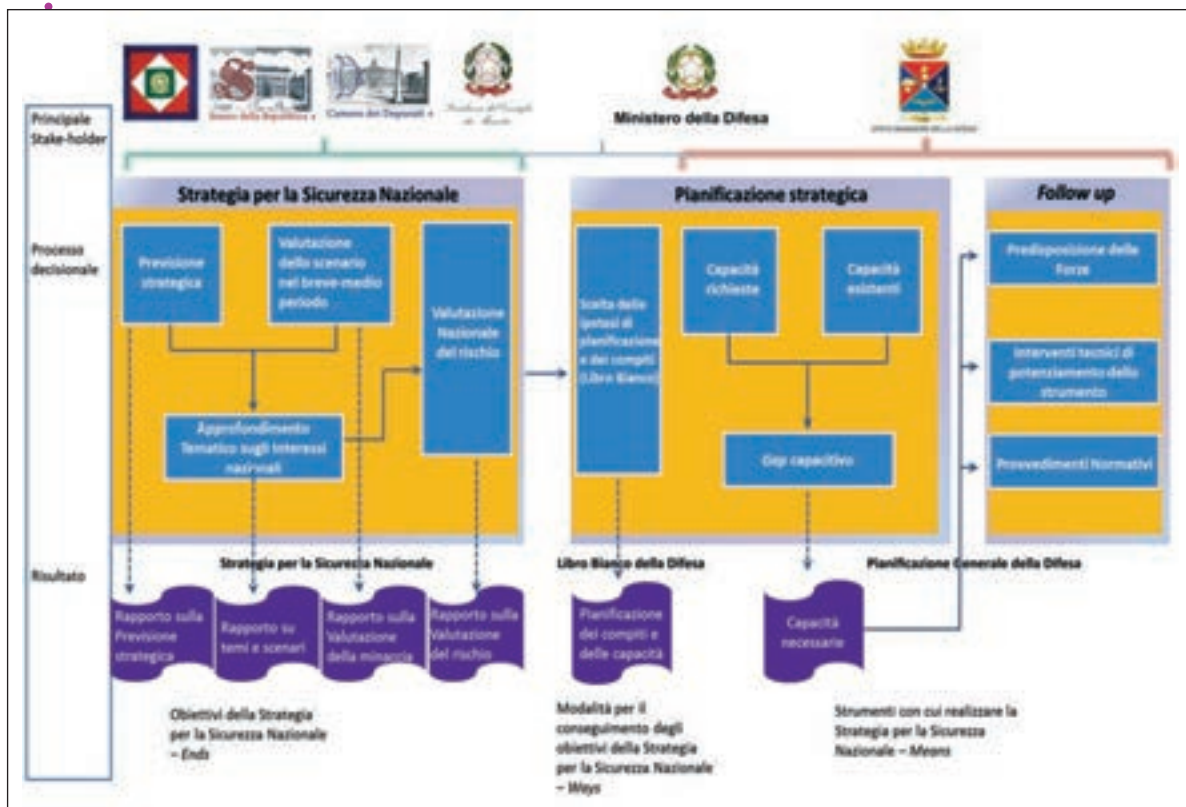 Senato della Repubblica
Camera dei Deputati
Ministero della Difesa
Principale
Stake-holder
Strategia per la Sicurezza Nazionale
Pianificazione strategica
Follow up
Processo
decisionale
Previsione
strategica
Valutazione
dello scenario
nel breve-medio
periodo
Valutazione
Nazionale
del rischio
Approfondimento
Tematico sugli Interessi
nazionali
Scelta delle
ipotesi di
pianificazione
e dei compiti
(Libro Bianco)
Capacità
richieste
Capacità
esistenti
Gap capacitivo
Predisposizione delle
Forze
Interventi tecnici di
potenziamento dello
strumento
Provvedimenti Normativi
Risultato
Strategia per la Sicurezza Nazionale
Libro Bianco della Difesa
Pianificazione Generale della Difesa
Rapporto sulla
Previsione
strategica
Rapporto su
temi e scenari
Rapporto sulla
Valutazione
della minaccia
Rapporto sulla
Valutazione
del rischio
Pianificazione
dei compiti e
delle capacità
Capacità
necessarie
Obiettivi della Strategia
per la Sicurezza Nazionale
– Ends
Modalità per il
conseguimento degli
obiettivi della Strategia
per la Sicurezza Nazionale
– Ways
Strumenti con cui realizzare la
Strategia per la Sicurezza
Nazionale – Means